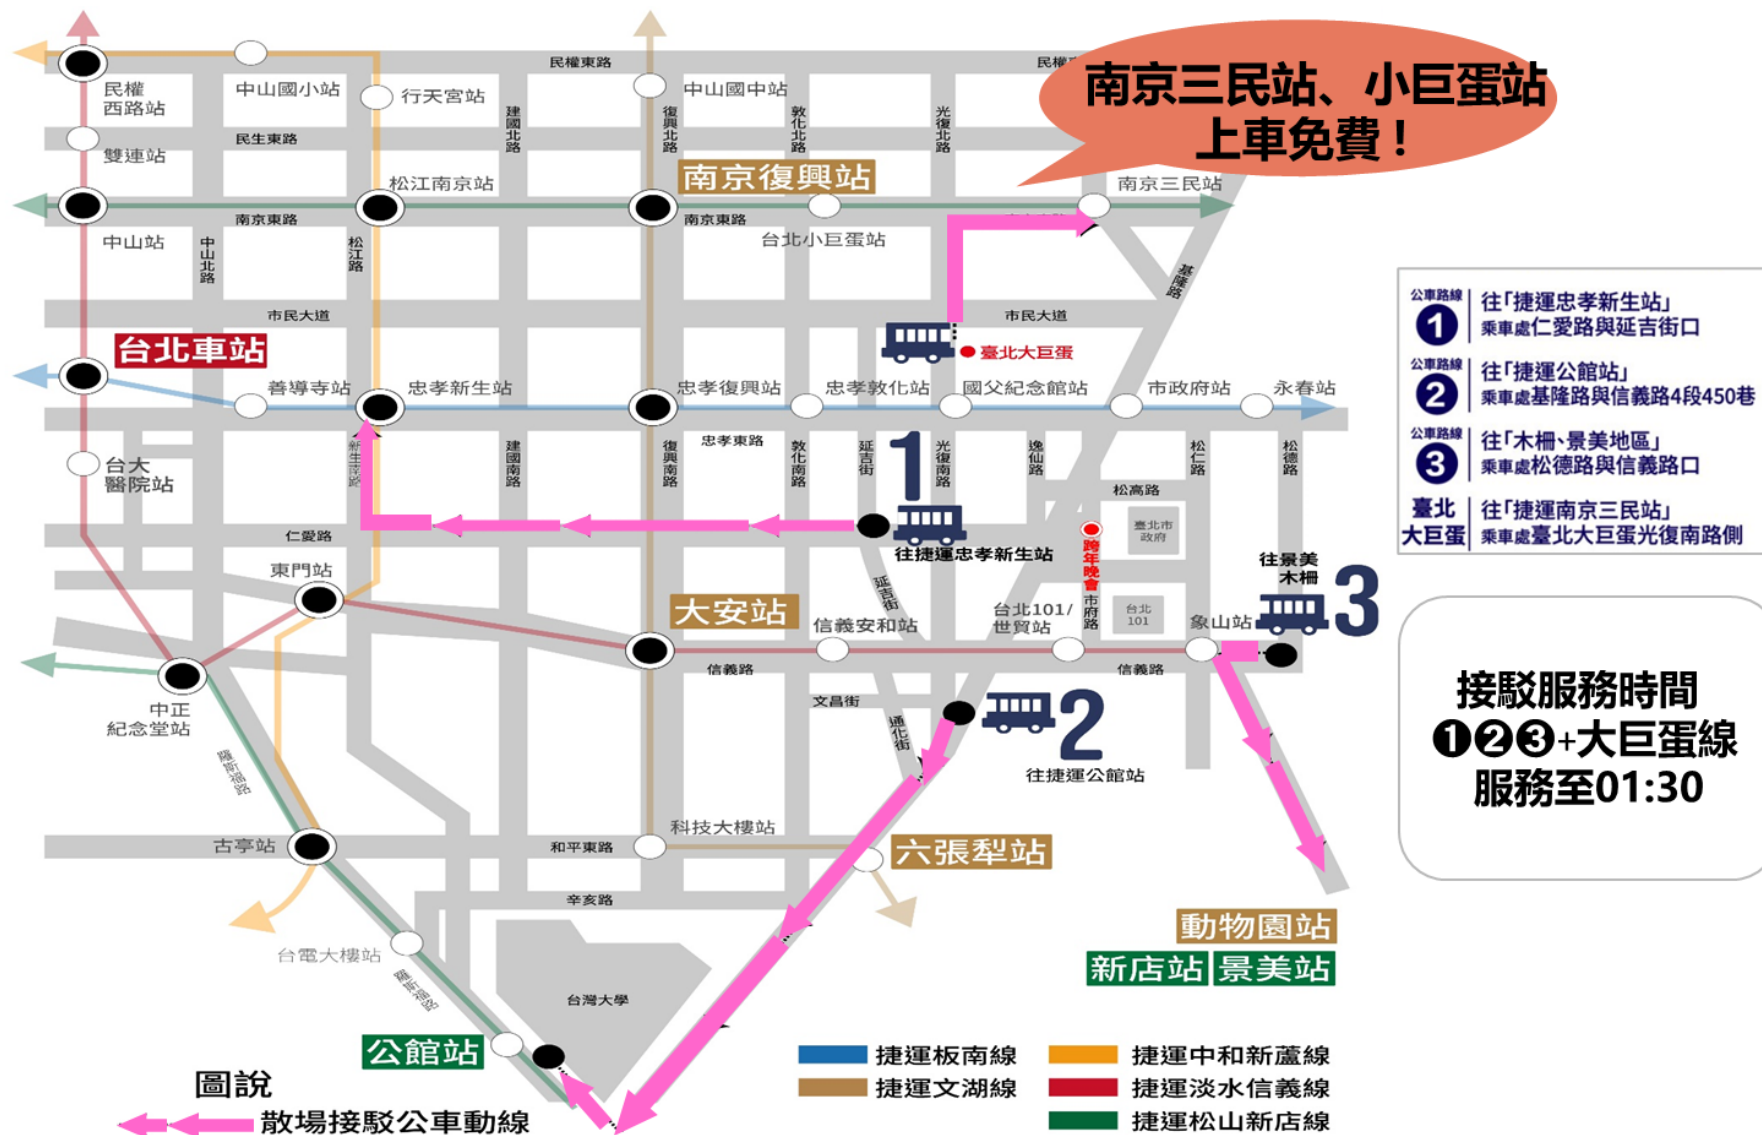 南京三民站、小巨蛋站
上車免費！
民權東路
民權
民權
西路站
中山國小站
行天宮站
中山國中站
建國北路
復興北路
敦化北路
光復北路
民生東路
雙連站
松江南京站
南京復興站
南京三民站
南京東路
南京東路
中山站
台北小巨蛋站
中山北路
松江路
基隆路
市民大道
市民大道
台北車站
臺北大巨蛋
善導寺站
忠孝新生站
忠孝復興站
忠孝敦化站
國父紀念館站
市政府站
永春站
忠孝東路
新生南路
建國南路
復興南路
敦化南路
延吉街
光復南路
逸仙路
松仁路
松德路
台大
醫院站
1
松高路
臺北市
政府
仁愛路
往捷運忠孝新生站
跨年晚會
往景美
木柵
3
東門站
延吉街
市府路
台北
101
大安站
信義安和站
台北101/
世貿站
象山站
信義路
信義路
中正
紀念堂站
文昌街
通化街
2
往捷運公館站
羅斯福路
科技大樓站
古亭站
和平東路
六張犁站
辛亥路
台電大樓站
羅斯福路
台灣大學
公館站
動物園站
新店站 景美站
公車路線
1
往「捷運忠孝新生站」
乘車處仁愛路與延吉街口
公車路線
2
往「捷運公館站」
乘車處基隆路與信義路4段450巷
公車路線
3
往「木柵、景美地區」
乘車處松德路與信義路口
臺北
大巨蛋
往「捷運南京三民站」
乘車處臺北大巨蛋光復南路側
接駁服務時間
❶❷❸+大巨蛋線
服務至01:30
圖說
散場接駁公車動線
捷運板南線
捷運中和新蘆線
捷運文湖線
捷運淡水信義線
捷運松山新店線